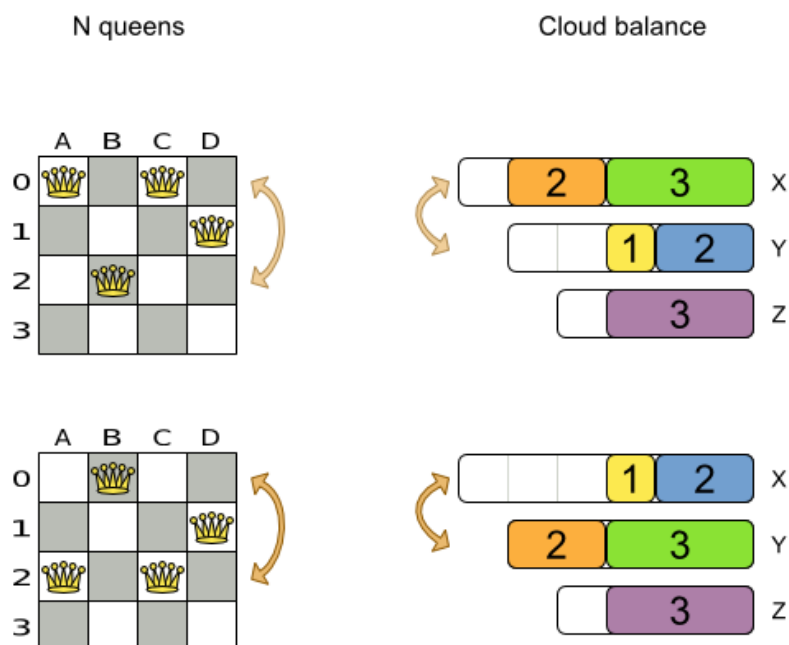 N queens
Cloud balance
A B C D
0
1
2
3
2 3 X
1 2 Y
3 Z
A B C D
0
1
2
3
1 2 X
2 3 Y
3 Z